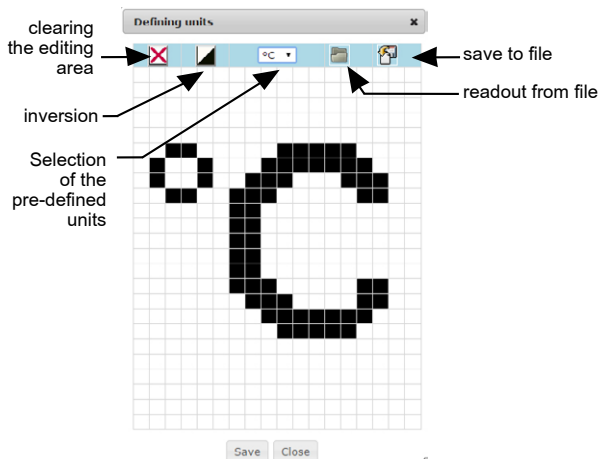 Defining units
clearing
the editing
area
ºC
save to file
readout from file
inversion
Selection
of the
pre-defined
units
°C
Save
Close